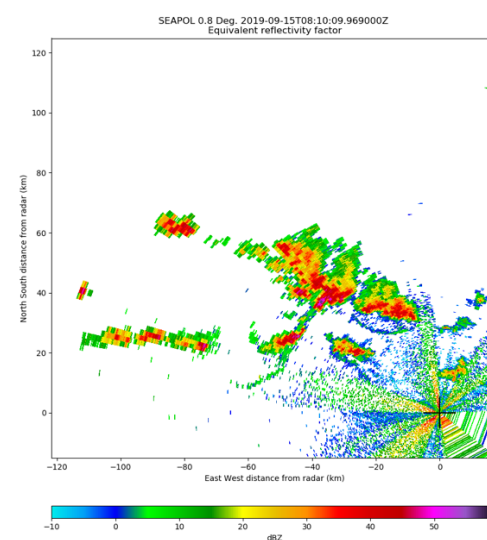 SEAPOL 0.8 Deg. 2019-09-15T08:10:09.969000Z
Equivalent reflectivity factor
120
100
80
60
40
20
0
North South distance from radar (km)
−120 −100 −80 −60 −40 −20 0
East West distance from radar (km)
−10 0 10 20 30 40 50
dBZ